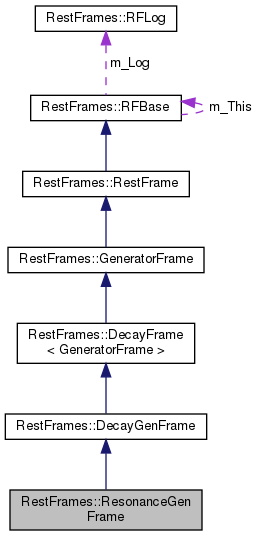 RestFrames::RFLog
m_Log
RestFrames::RFBase
m_This
RestFrames::RestFrame
RestFrames::GeneratorFrame
RestFrames::DecayFrame
< GeneratorFrame >
RestFrames::DecayGenFrame
RestFrames::ResonanceGen
Frame